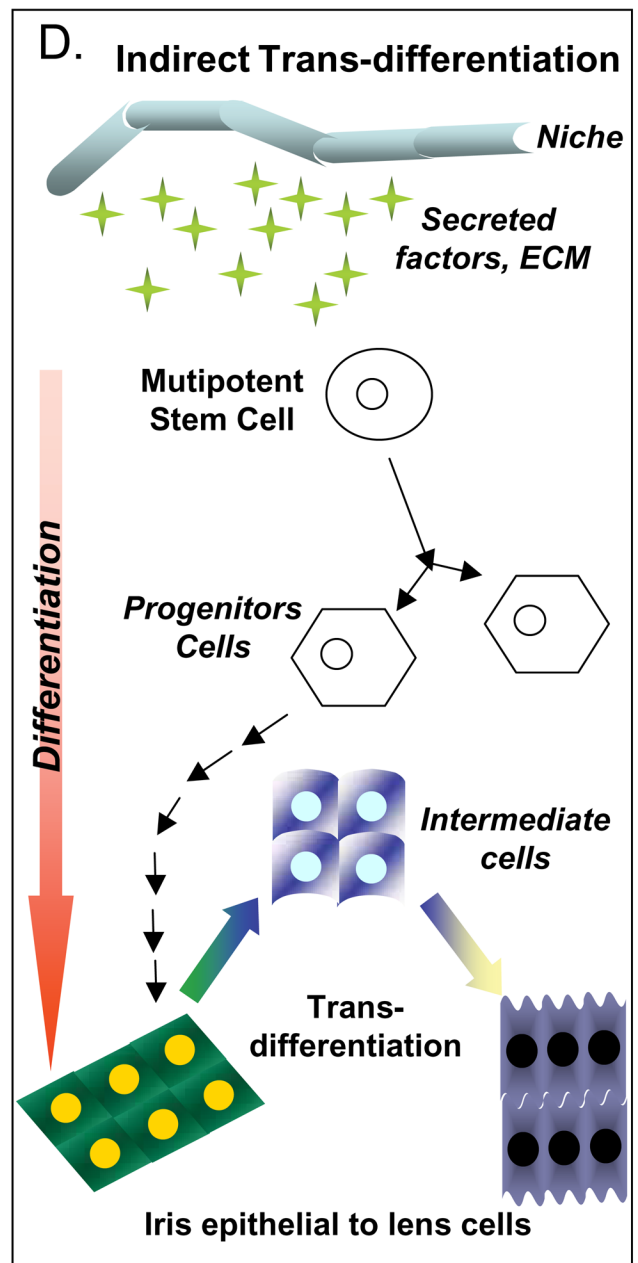 D.
Indirect Trans-differentiation
Niche
Secreted
factors, ECM
Mutipotent
Stem Cell
Differentiation
Progenitors
Cells
Intermediate
cells
Trans-
differentiation
Iris epithelial to lens cells